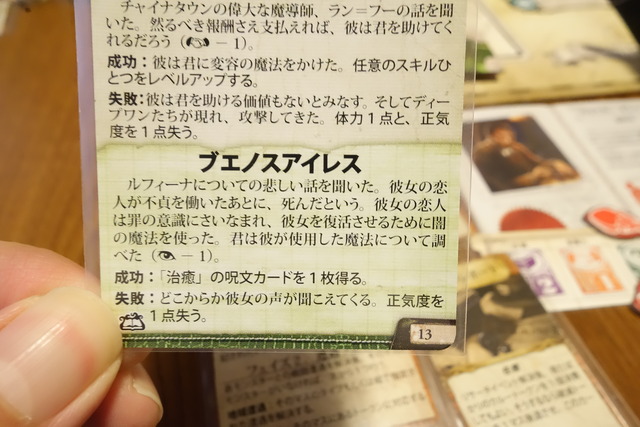 チャイナタウンの偉大な魔導師、ラン＝フーの話を聞
いた。然るべき報酬さえ支払えれば、彼は君を助けてく
れるだろう（－1）。
成功：彼は君に変容の魔法をかけた。任意のスキルひ
とつをレベルアップする。
失敗：彼は君を助ける価値もないとみなす。そしてディー
プワンたちが現れ、攻撃してきた。体力1点と、正気
度を1点失う。
ブエノスアイレス
ルフィーナについての悲しい話を聞いた。彼女の恋
人が不貞を働いたあとに、死んだという。彼女の恋人
は罪の意識にさいなまれ、彼女を復活させるために闇
の魔法を使った。君は彼が使用した魔法について調
べた（－1）。
成功：「治癒」の呪文カードを1枚得る。
失敗：どこからか彼女の声が聞こえてくる。正気度を
1点失う。
13